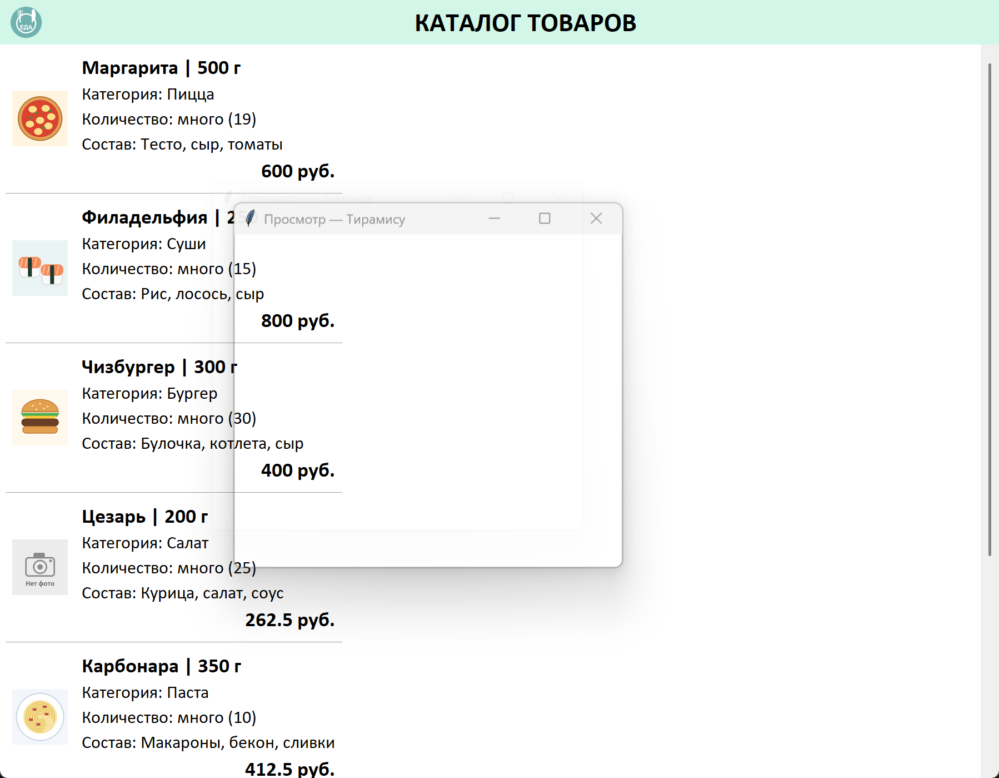 ЕДА
КАТАЛОГ ТОВАРОВ
Маргарита | 500 г
Категория: Пицца
Количество: много (19)
Состав: Тесто, сыр, томаты
600 руб.
Просмотр — Лимонад
Филадельфия | 250
Просмотр — Тирамису
Категория: Суши
Количество: много (15)
Состав: Рис, лосось, сыр
800 руб.
Чизбургер | 300 г
Категория: Бургер
Количество: много (30)
Состав: Булочка, котлета, сыр
400 руб.
Цезарь | 200 г
Категория: Салат
Количество: много (25)
Нет фото
Состав: Курица, салат, соус
262.5 руб.
Карбонара | 350 г
Категория: Паста
Количество: много (10)
Состав: Макароны, бекон, сливки
412.5 руб.